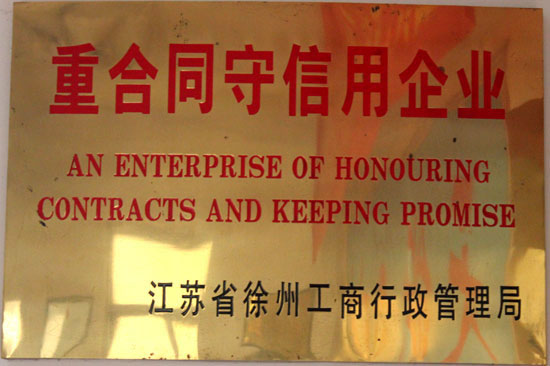 重合同守信用企业
AN ENTERPRISE OF HONOURING
CONTRACTS AND KEEPING PROMISE
江苏省徐州工商行政管理局